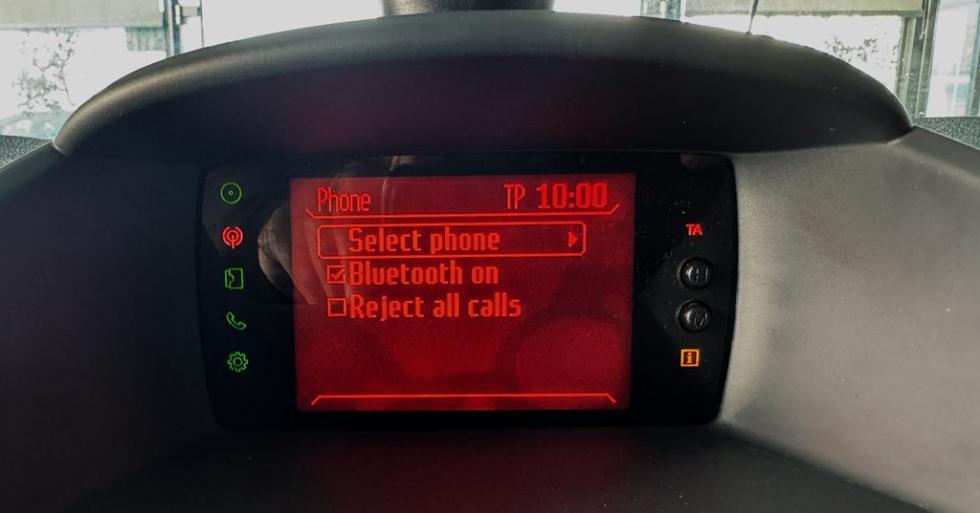 Phone TP 10:00
Select phone
Bluetooth on
Reject all calls
TA
H
M
i